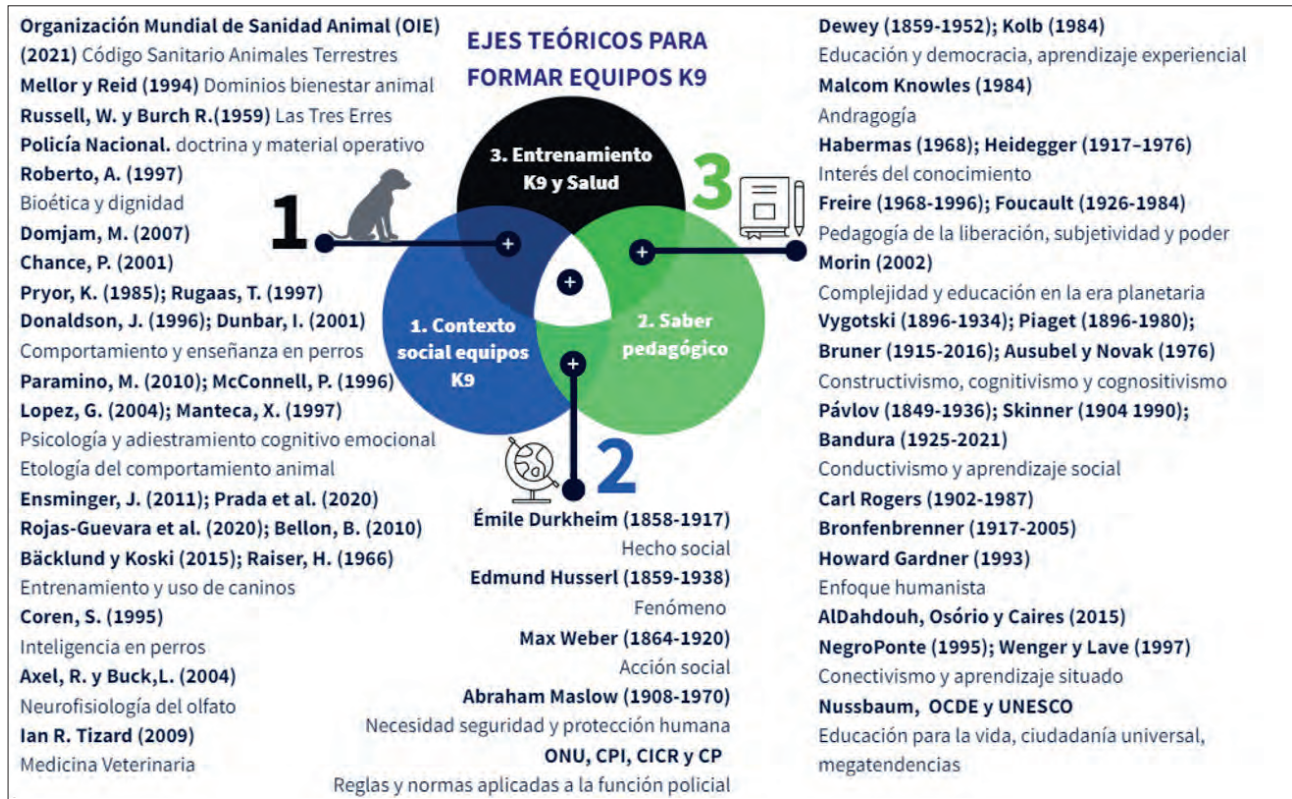 Organización Mundial de Sanidad Animal (OIE)
(2021) Código Sanitario Animales Terrestres
Mellor y Reid (1994) Dominios bienestar animal
Russell, W. y Burch R.(1959) Las Tres Erres
Policía Nacional. doctrina y material operativo
Roberto, A. (1997)
Bioética y dignidad
Domjam, M. (2007)
Chance, P. (2001)
Pryor, K. (1985); Rugaas, T. (1997)
Donaldson, J. (1996); Dunbar, I. (2001)
Comportamiento y enseñanza en perros
Paramino, M. (2010); McConnell, P. (1996)
Lopez, G. (2004); Manteca, X. (1997)
Psicología y adiestramiento cognitivo emocional
Etología del comportamiento animal
Ensminger, J. (2011); Prada et al. (2020)
Rojas-Guevara et al. (2020); Bellon, B. (2010)
Bäcklund y Koski (2015); Raiser, H. (1966)
Entrenamiento y uso de caninos
Coren, S. (1995)
Inteligencia en perros
Axel, R. y Buck,L. (2004)
Neurofisiología del olfato
Ian R. Tizard (2009)
Medicina Veterinaria
EJES TEÓRICOS PARA
FORMAR EQUIPOS K9
3. Entrenamiento
K9 y Salud
1
3
+
+
+
1. Contexto
social equipos
K9
2. Saber
pedagógico
+
2
Émile Durkheim (1858-1917)
Hecho social
Edmund Husserl (1859-1938)
Fenómeno
Max Weber (1864-1920)
Acción social
Abraham Maslow (1908-1970)
Necesidad seguridad y protección humana
ONU, CPI, CICR y CP
Reglas y normas aplicadas a la función policial
Dewey (1859-1952); Kolb (1984)
Educación y democracia, aprendizaje experiencial
Malcom Knowles (1984)
Andragogía
Habermas (1968); Heidegger (1917–1976)
Interés del conocimiento
Freire (1968-1996); Foucault (1926-1984)
Pedagogía de la liberación, subjetividad y poder
Morin (2002)
Complejidad y educación en la era planetaria
Vygotski (1896-1934); Piaget (1896-1980);
Bruner (1915-2016); Ausubel y Novak (1976)
Constructivismo, cognitivismo y cognositivismo
Pávlov (1849-1936); Skinner (1904 1990);
Bandura (1925-2021)
Conductivismo y aprendizaje social
Carl Rogers (1902-1987)
Bronfenbrenner (1917-2005)
Howard Gardner (1993)
Enfoque humanista
AlDahdouh, Osório y Caires (2015)
NegroPonte (1995); Wenger y Lave (1997)
Conectivismo y aprendizaje situado
Nussbaum, OCDE y UNESCO
Educación para la vida, ciudadanía universal,
megatendencias